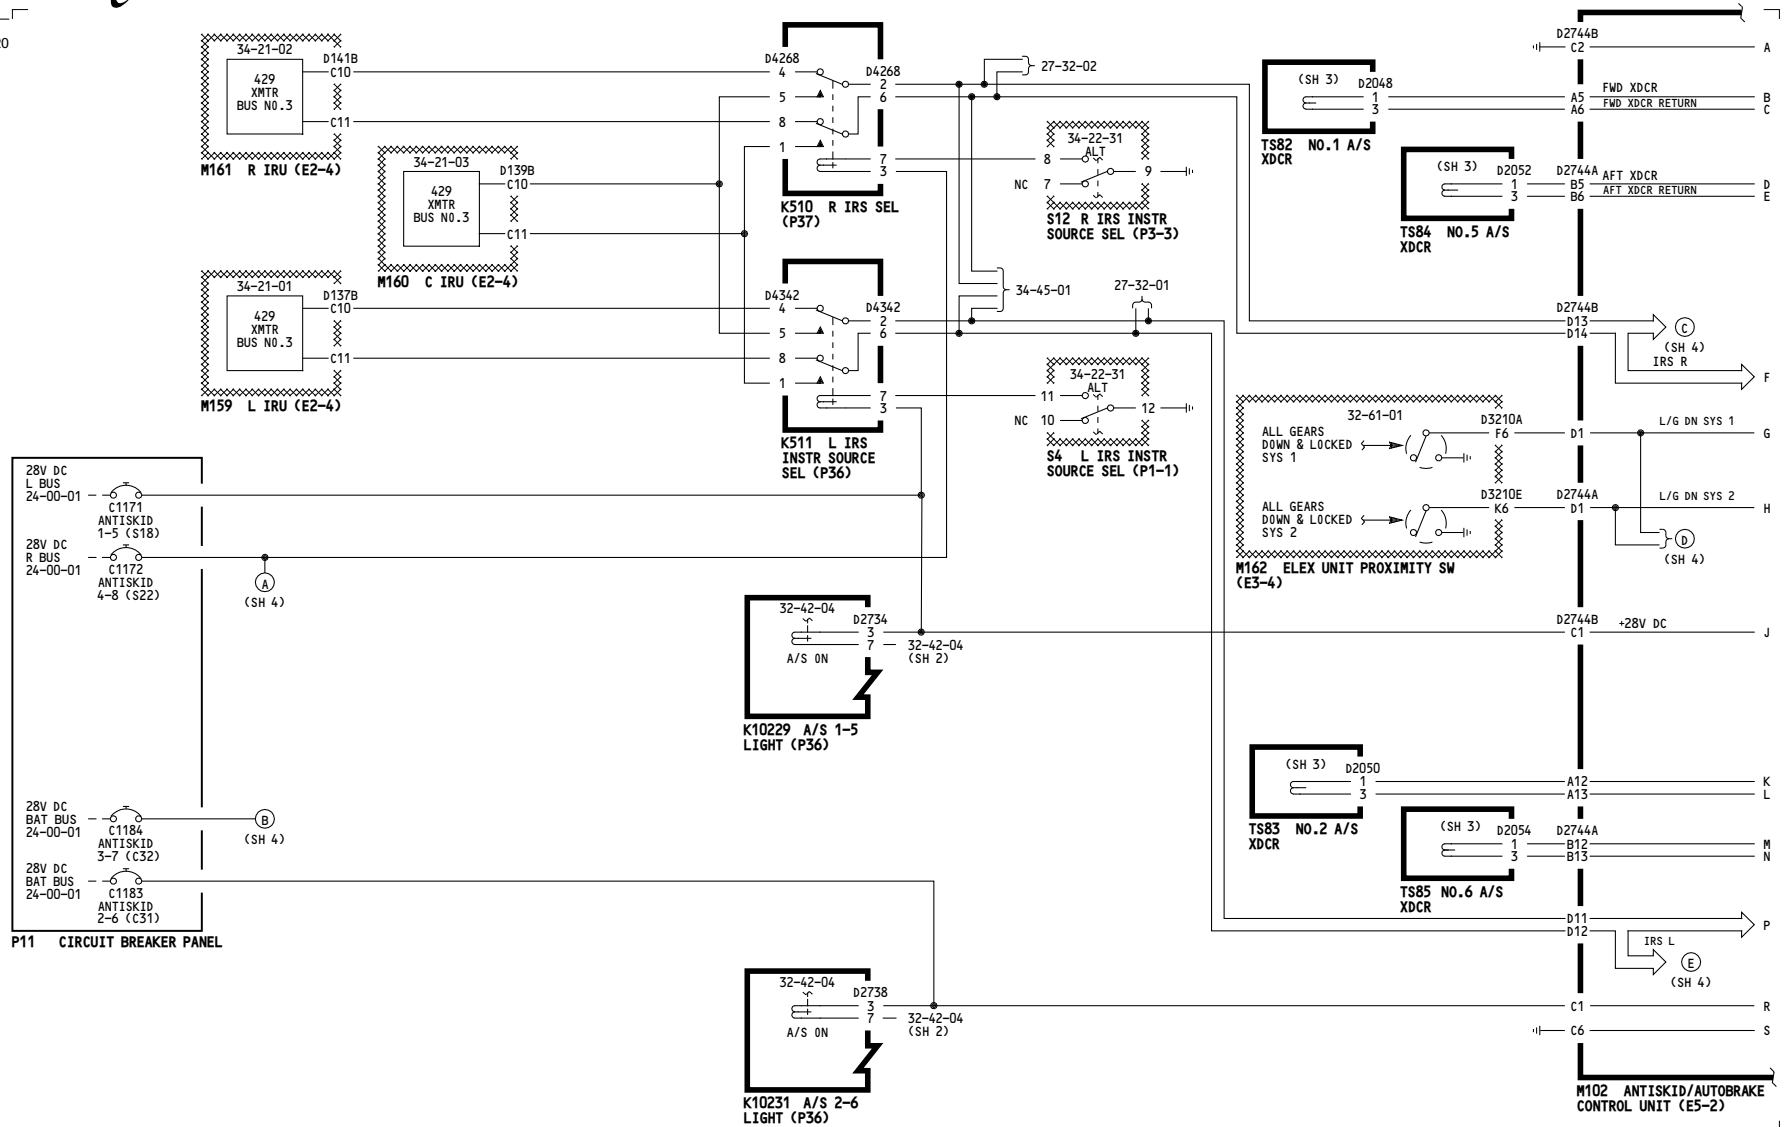 20
34-21-02
D141B
429
XMTR
BUS NO.3
C10
C11
M161 R IRU (E2-4)
34-21-03
D139B
429
XMTR
BUS NO.3
C10
C11
M160 C IRU (E2-4)
34-21-01
D137B
429
XMTR
BUS NO.3
C10
C11
M159 L IRU (E2-4)
D4268
4
5
8
1
D4268
2
6
7
3
K510 R IRS SEL
(P37)
27-32-02
34-22-31
ALT
8
NC 7
9
S12 R IRS INSTR
SOURCE SEL (P3-3)
D4342
4
5
8
1
D4342
2
6
7
3
K511 L IRS
INSTR SOURCE
SEL (P36)
34-45-01
27-32-01
34-22-31
ALT
11
NC 10
12
S4 L IRS INSTR
SOURCE SEL (P1-1)
28V DC
L BUS
24-00-01
C1171
ANTISKID
1-5 (S18)
28V DC
R BUS
24-00-01
C1172
ANTISKID
4-8 (S22)
A
(SH 4)
28V DC
BAT BUS
24-00-01
C1184
ANTISKID
3-7 (C32)
B
(SH 4)
28V DC
BAT BUS
24-00-01
C1183
ANTISKID
2-6 (C31)
P11 CIRCUIT BREAKER PANEL
32-42-04
D2734
3
7
A/S ON
32-42-04
(SH 2)
K10229 A/S 1-5
LIGHT (P36)
32-42-04
D2738
3
7
A/S ON
32-42-04
(SH 2)
K10231 A/S 2-6
LIGHT (P36)
(SH 3)
D2048
1
3
TS82 NO.1 A/S
XDCR
(SH 3)
D2052
1
3
TS84 NO.5 A/S
XDCR
32-61-01
D3210A
ALL GEARS
DOWN & LOCKED
SYS 1
F6
D3210E
ALL GEARS
DOWN & LOCKED
SYS 2
K6
M162 ELEX UNIT PROXIMITY SW
(E3-4)
(SH 3)
D2050
1
3
TS83 NO.2 A/S
XDCR
(SH 3)
D2054
1
3
TS85 NO.6 A/S
XDCR
D2744B
C2
A
A5
FWD XDCR
B
A6
FWD XDCR RETURN
C
D2744A
B5
AFT XDCR
D
B6
AFT XDCR RETURN
E
D2744B
D13
D14
C
(SH 4)
IRS R
F
D1
L/G DN SYS 1
G
D2744A
D1
L/G DN SYS 2
H
D
(SH 4)
D2744B
C1
+28V DC
J
A12
K
A13
L
D2744A
B12
M
B13
N
D11
D12
P
IRS L
E
(SH 4)
C1
R
C6
S
M102 ANTISKID/AUTOBRAKE
CONTROL UNIT (E5-2)